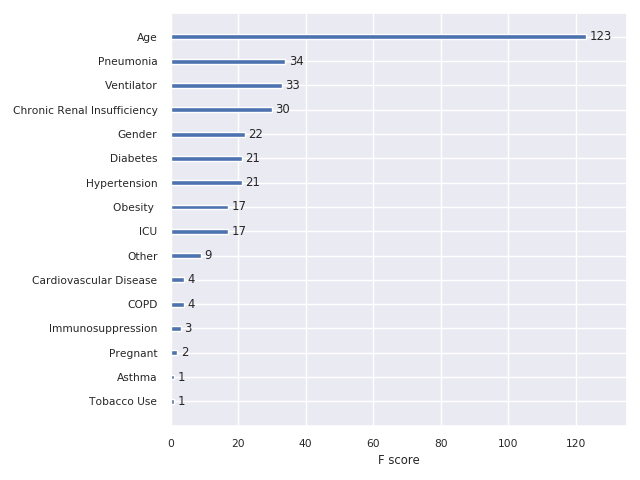 Age 123
Pneumonia 34
Ventilator 33
Chronic Renal Insufficiency 30
Gender 22
Diabetes 21
Hypertension 21
Obesity 17
ICU 17
Other 9
Cardiovascular Disease 4
COPD 4
Immunosuppression 3
Pregnant 2
Asthma 1
Tobacco Use 1
0 20 40 60 80 100 120
F score